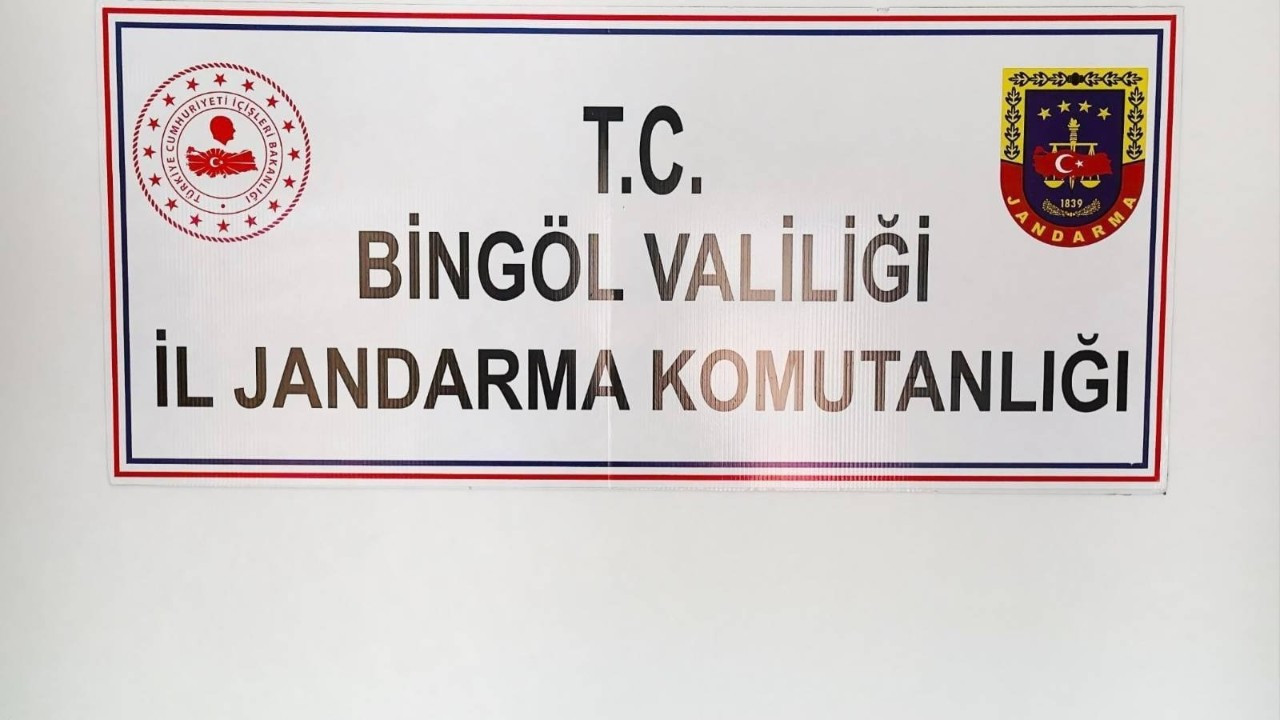 T.C.
BİNGÖL VALİLİĞİ
İL JANDARMA KOMUTANLIĞI
TÜRKİYE CUMHURİYETİ İÇİŞLERİ BAKANLIĞI
1839
JANDARMA